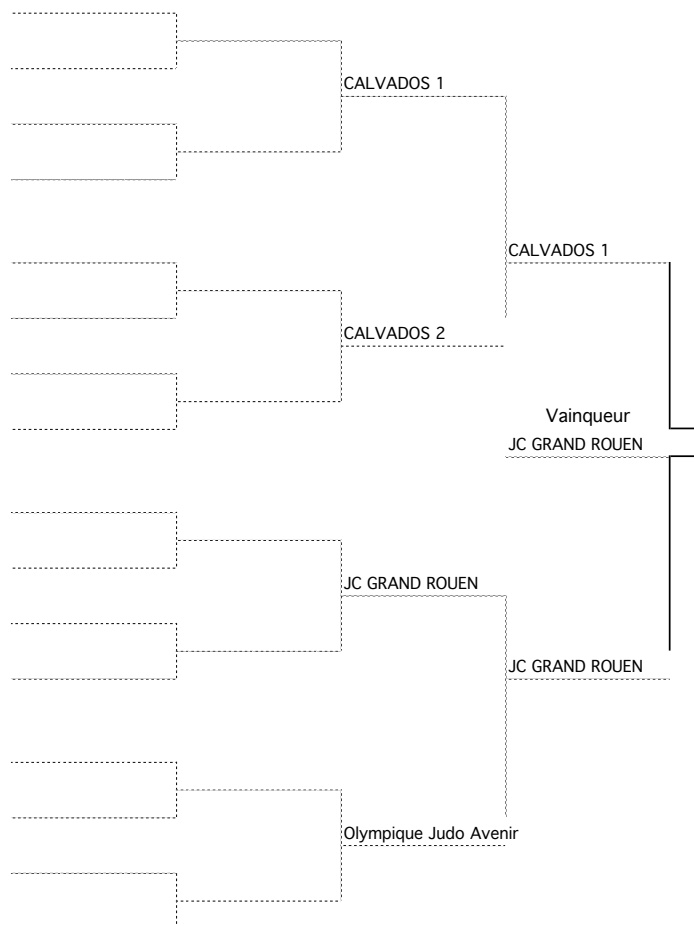 CALVADOS 1
CALVADOS 1
CALVADOS 2
Vainqueur
JC GRAND ROUEN
JC GRAND ROUEN
JC GRAND ROUEN
Olympique Judo Avenir